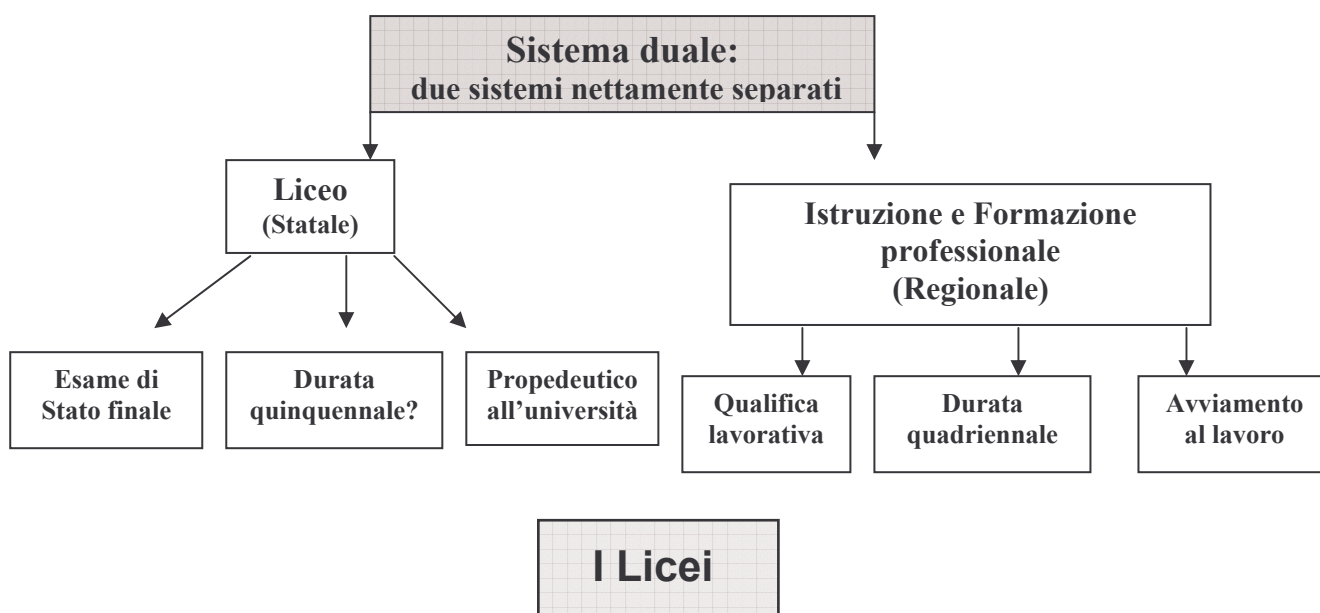 Sistema duale:
due sistemi nettamente separati
Liceo
(Statale)
Istruzione e Formazione
professionale
(Regionale)
Esame di
Stato finale
Durata
quinquennale?
Propedeutico
all'università
Qualifica
lavorativa
Durata
quadriennale
Avviamento
al lavoro
I Licei